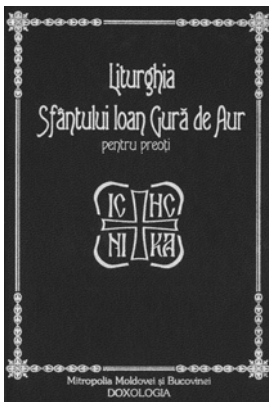 Liturghia
Sfântului Ioan Gură de Aur
pentru preoți
IC HC
NI KA
Mitropolia Moldovei și Bucovinei
DOXOLOGIA